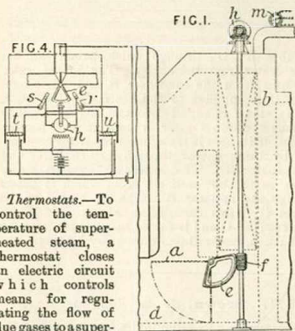 FIG.1.
h
m
FIG.4.
e
s
r
b
t
h
u
Thermostats.—To
control the tem-
perature of super-
heated steam, a
thermostat closes
an electric circuit
which controls
means for regu-
lating the flow of
flue gases to a super-
a
f
e
d